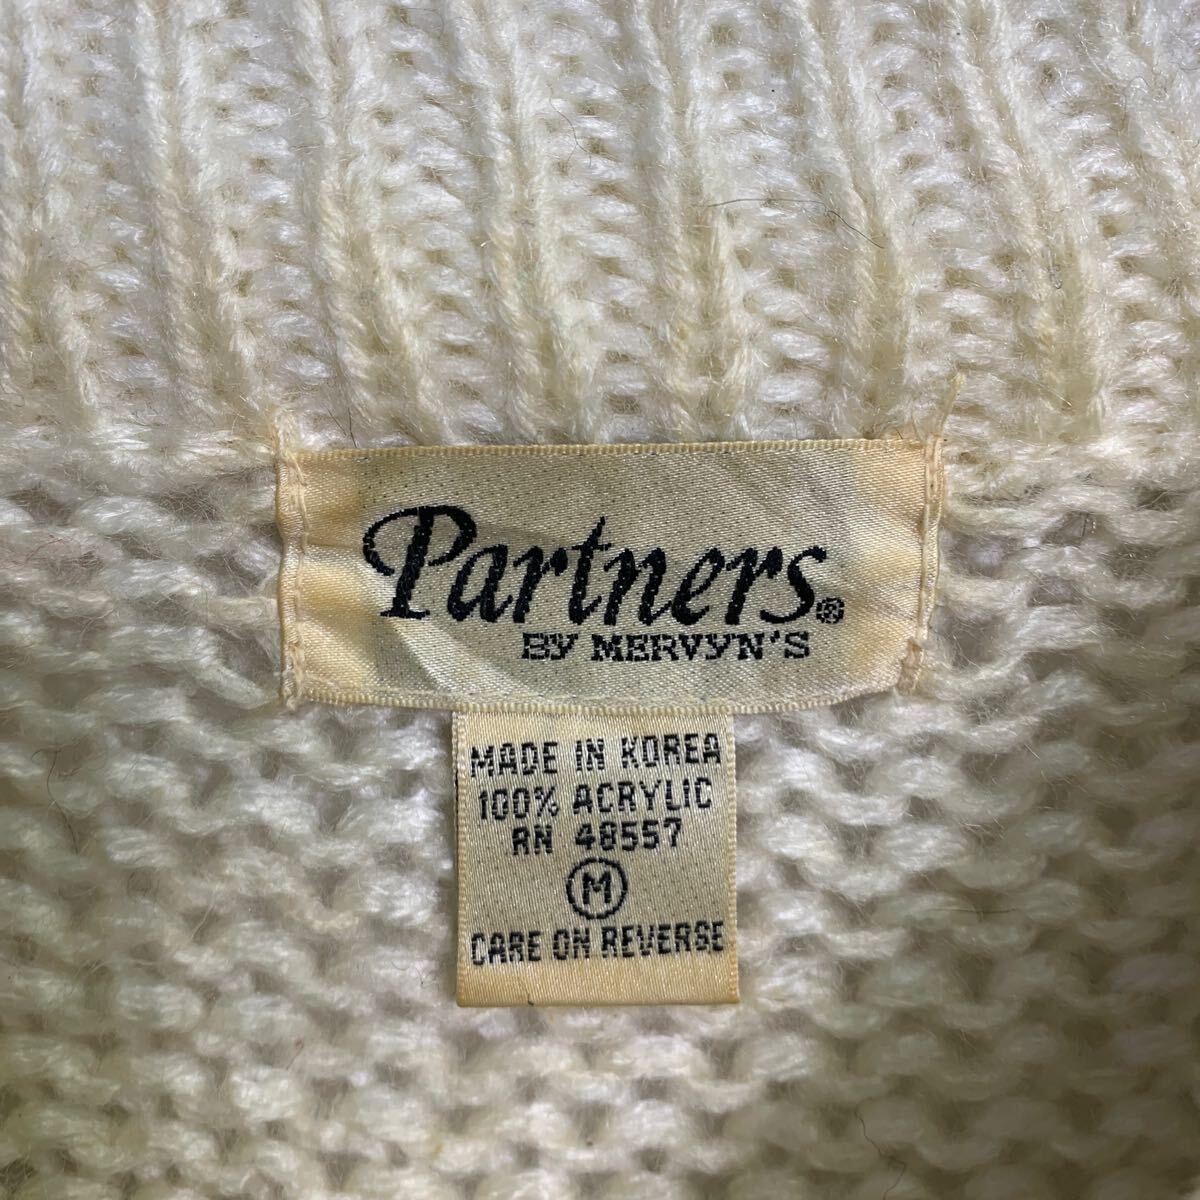 Partners®
BY MERVYN'S
MADE IN KOREA
100% ACRYLIC
RN 48557
M
CARE ON REVERSE